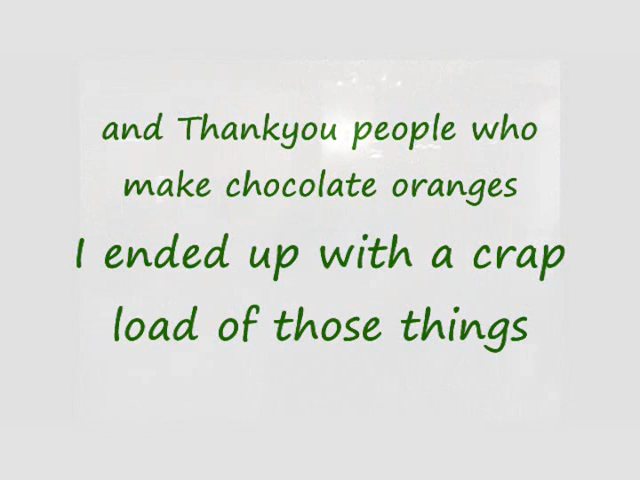 and Thankyou people who
make chocolate oranges
I ended up with a crap
load of those things